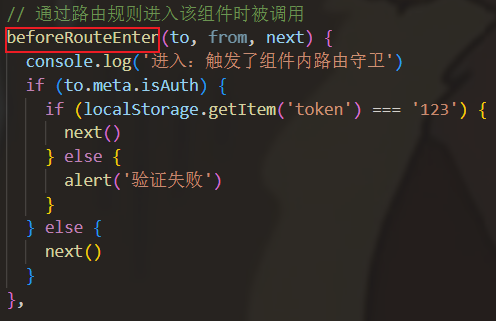 // 通过路由规则进入该组件时被调用
beforeRouteEnter(to, from, next) {
console.log('进入: 触发了组件内路由守卫')
if (to.meta.isAuth) {
if (localStorage.getItem('token') === '123') {
next()
} else {
alert('验证失败')
}
} else {
next()
}
},